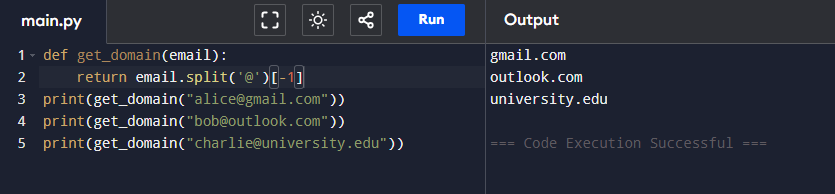 main.py Run Output
1 def get_domain(email):
2     return email.split('@')[-1]
3 print(get_domain("alice@gmail.com"))
4 print(get_domain("bob@outlook.com"))
5 print(get_domain("charlie@university.edu"))
gmail.com
outlook.com
university.edu
=== Code Execution Successful ===